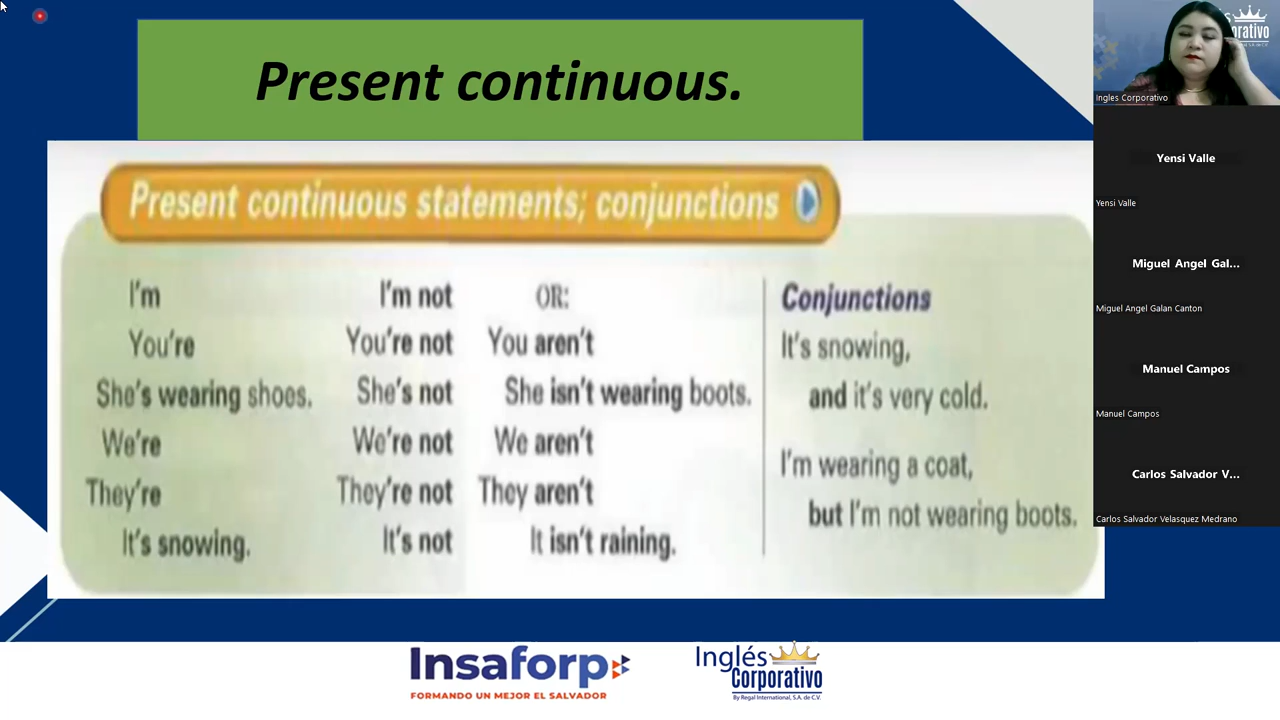 Present continuous.
Present continuous statements; conjunctions
I'm I'm not OR:
You're You're not You aren't
She's wearing shoes. She's not She isn't wearing boots.
We're We're not We aren't
They're They're not They aren't
It's snowing. It's not It isn't raining.
Conjunctions
It's snowing,
and it's very cold.
I'm wearing a coat,
but I'm not wearing boots.
Insaforp
FORMANDO UN MEJOR EL SALVADOR
Inglés
Corporativo
By Regal International, S.A. de C.V.
Ingles Corporativo
Yensi Valle
Yensi Valle
Miguel Angel Gal...
Miguel Angel Galan Canton
Manuel Campos
Manuel Campos
Carlos Salvador V...
Carlos Salvador Velasquez Medrano